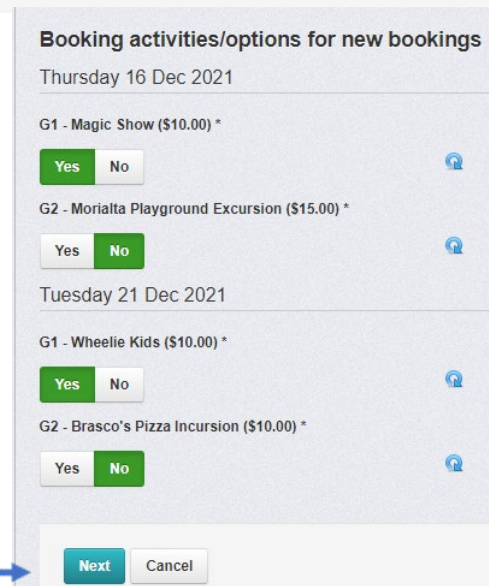 Booking activities/options for new bookings
Thursday 16 Dec 2021
G1 - Magic Show ($10.00) *
Yes No
G2 - Morialta Playground Excursion ($15.00) *
Yes No
Tuesday 21 Dec 2021
G1 - Wheelie Kids ($10.00) *
Yes No
G2 - Brasco's Pizza Incursion ($10.00) *
Yes No
Next Cancel